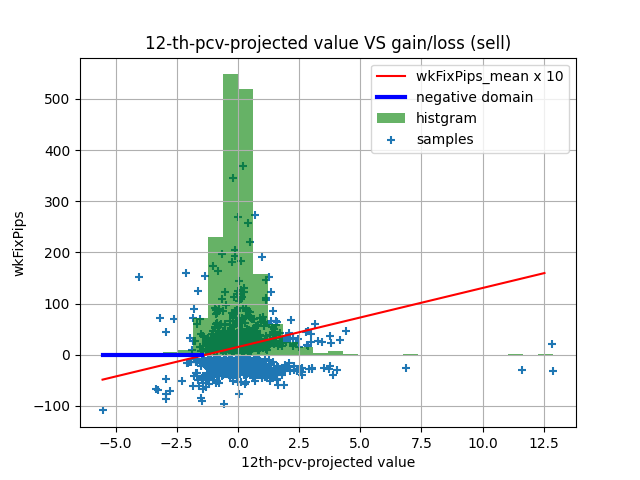 12-th-pcv-projected value VS gain/loss (sell)
wkFixPips_mean x 10
negative domain
histgram
samples
wkFixPips
500
400
300
200
100
0
−100
−5.0 −2.5 0.0 2.5 5.0 7.5 10.0 12.5
12th-pcv-projected value